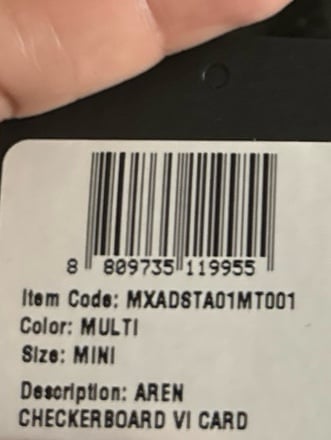 8 809735 119955
Item Code: MXADSTA01MT001
Color: MULTI
Size: MINI
Description: AREN
CHECKERBOARD VI CARD